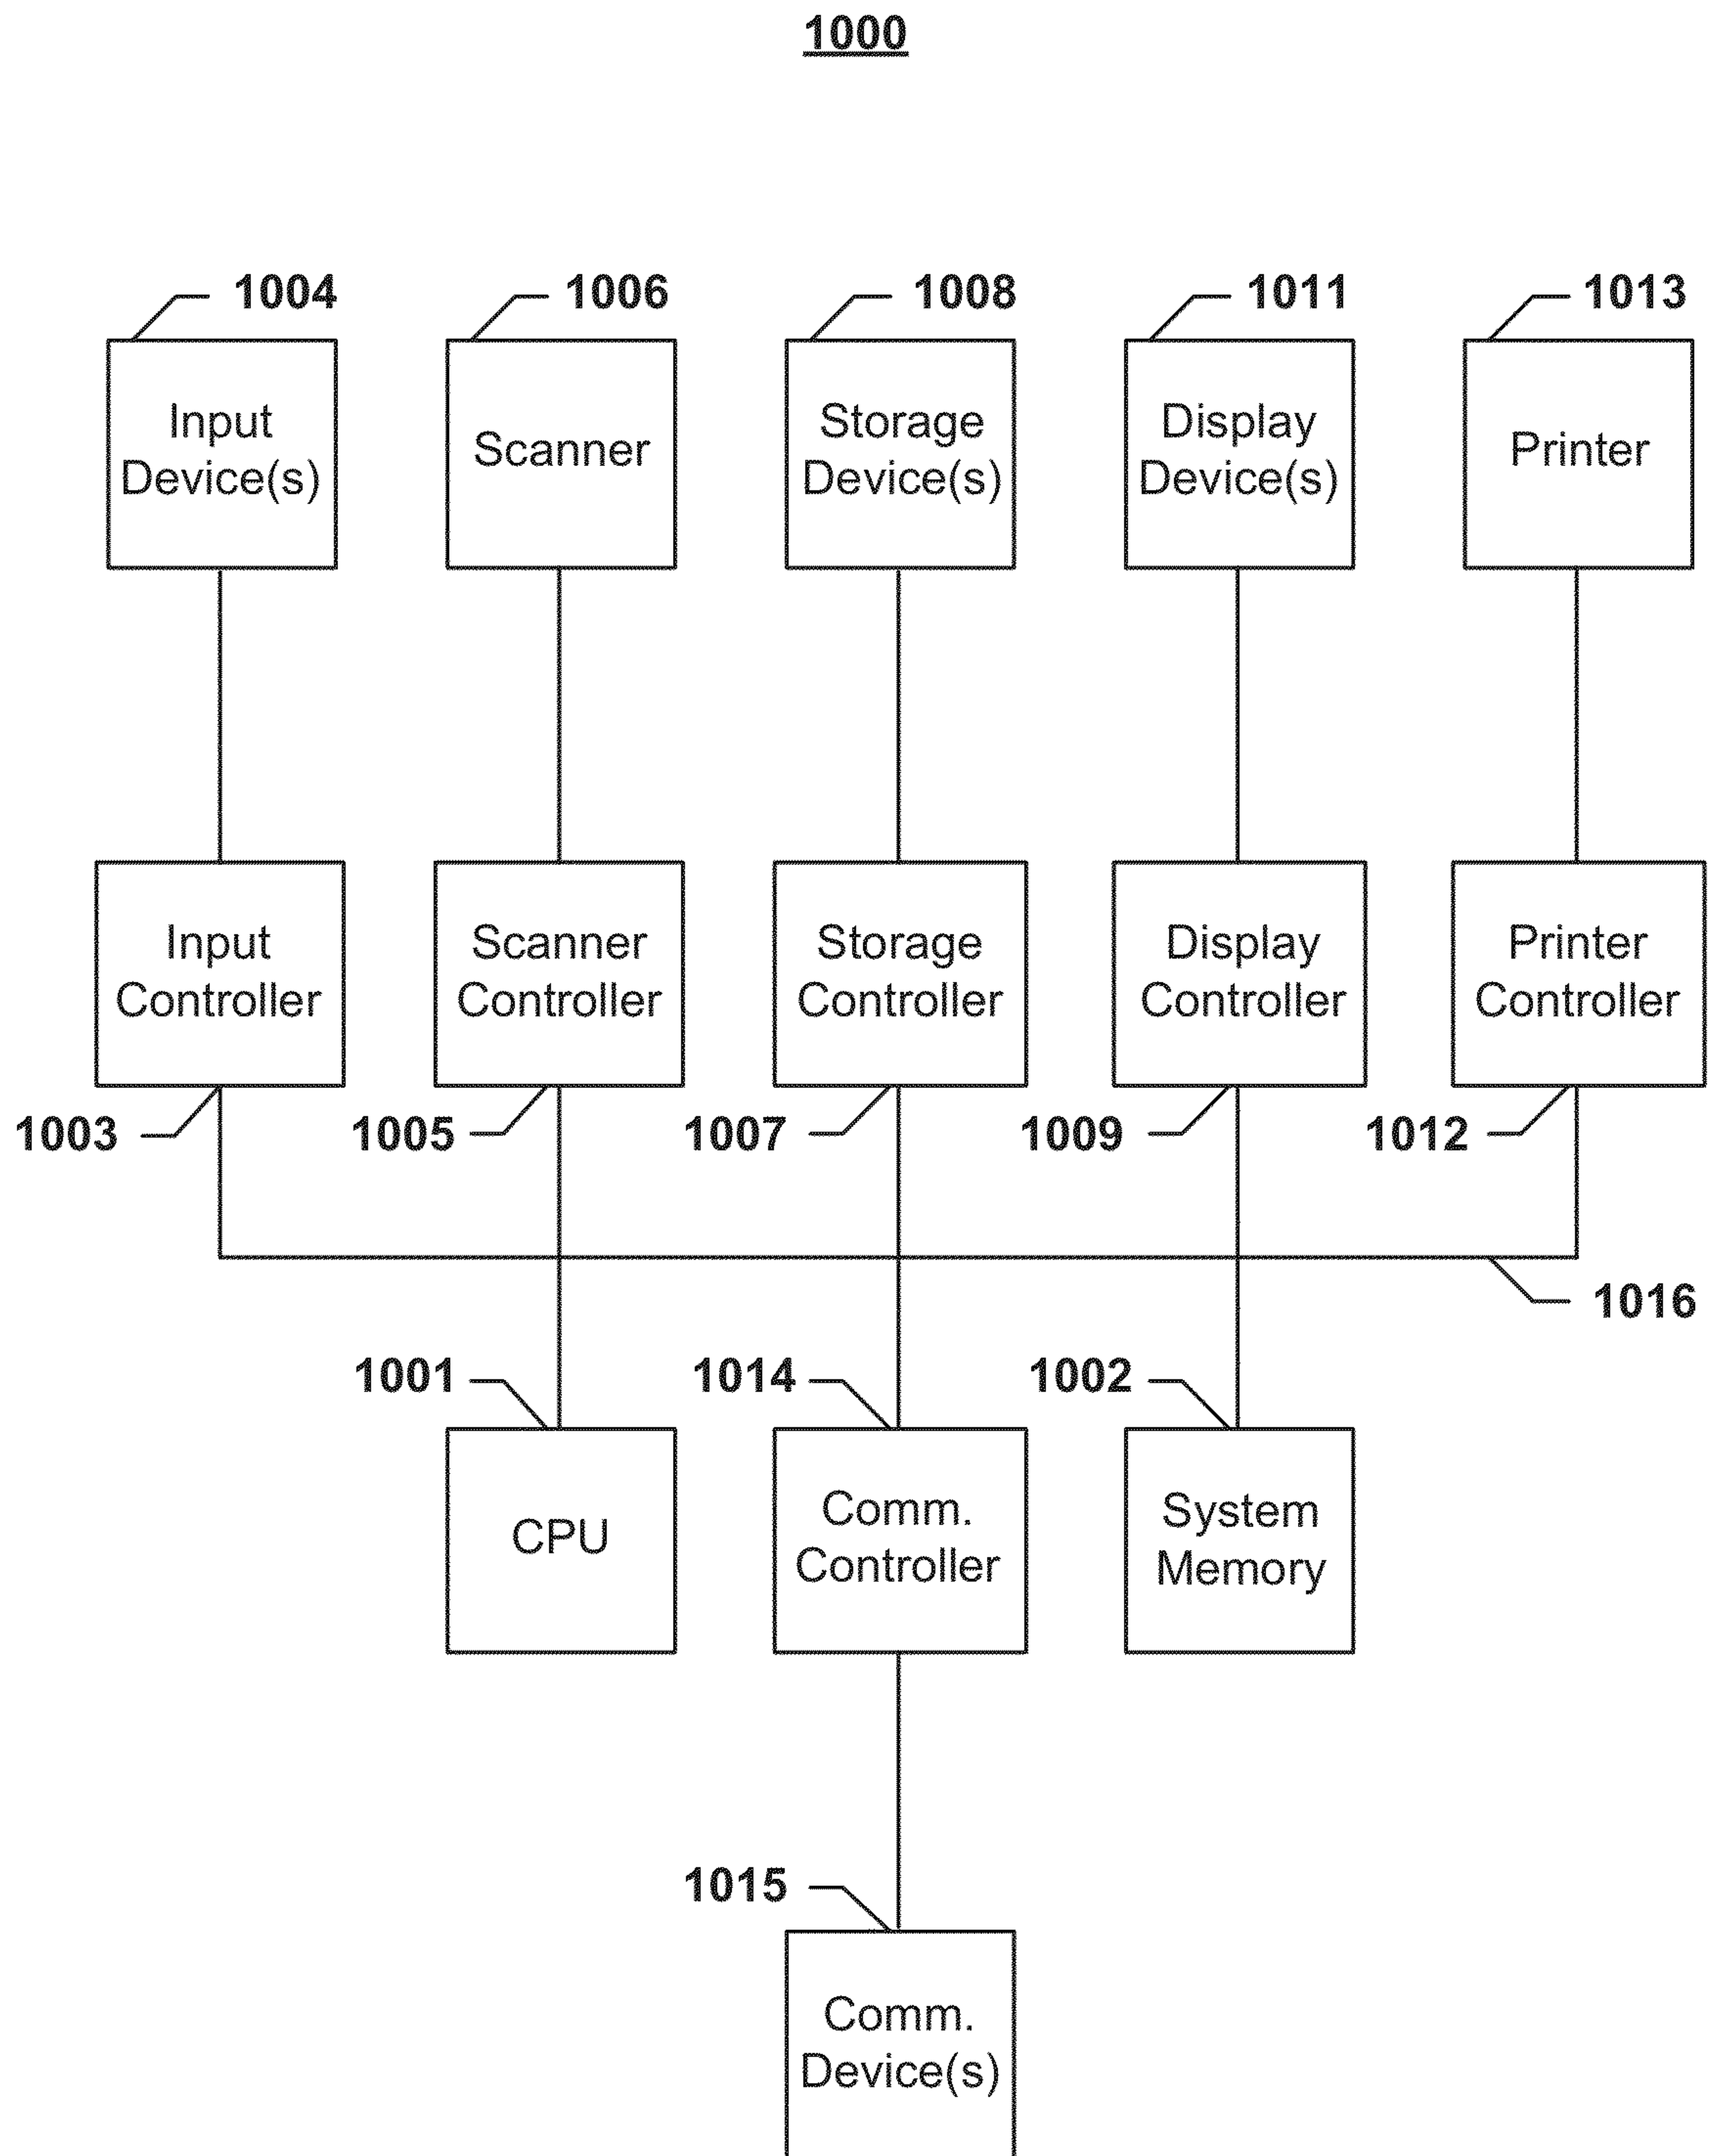 1000
1004
1006
1008
1011
1013
Input
Device(s)
Scanner
Storage
Device(s)
Display
Device(s)
Printer
Input
Controller
Scanner
Controller
Storage
Controller
Display
Controller
Printer
Controller
1003
1005
1007
1009
1012
1016
1001
1014
1002
CPU
Comm.
Controller
System
Memory
1015
Comm.
Device(s)